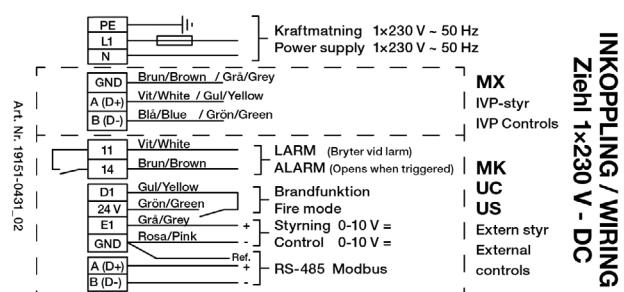 PE
L1
N
Kraftmatning 1×230 V ~ 50 Hz
Power supply 1×230 V ~ 50 Hz
GND Brun/Brown / Grå/Grey
A (D+) Vit/White / Gul/Yellow
B (D-) Blå/Blue / Grön/Green
MX
IVP-styr
IVP Controls
11 Vit/White
14 Brun/Brown
LARM (Bryter vid larm)
ALARM (Opens when triggered)
D1 Gul/Yellow
24 V Grön/Green
Brandfunktion
Fire mode
E1 Grå/Grey +
GND Rosa/Pink -
Styrning 0-10 V =
Control 0-10 V =
Ref.
A (D+) +
B (D-) -
RS-485 Modbus
MK
UC
US
Extern styr
External
controls
INKOPPLING / WIRING
Ziehl 1×230 V - DC
Art. Nr. 19151-0431_02